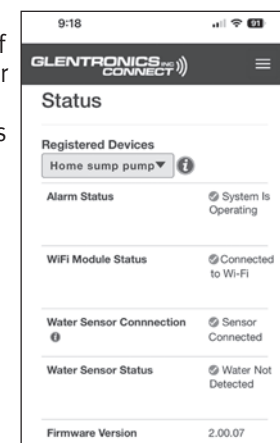 f
r
s
9:18
91
GLENTRONICS INC
CONNECT
Status
Registered Devices
Home sump pump
i
Alarm Status
System Is
Operating
WiFi Module Status
Connected
to Wi-Fi
Water Sensor Connnection
i
Sensor
Connected
Water Sensor Status
Water Not
Detected
Firmware Version
2.00.07